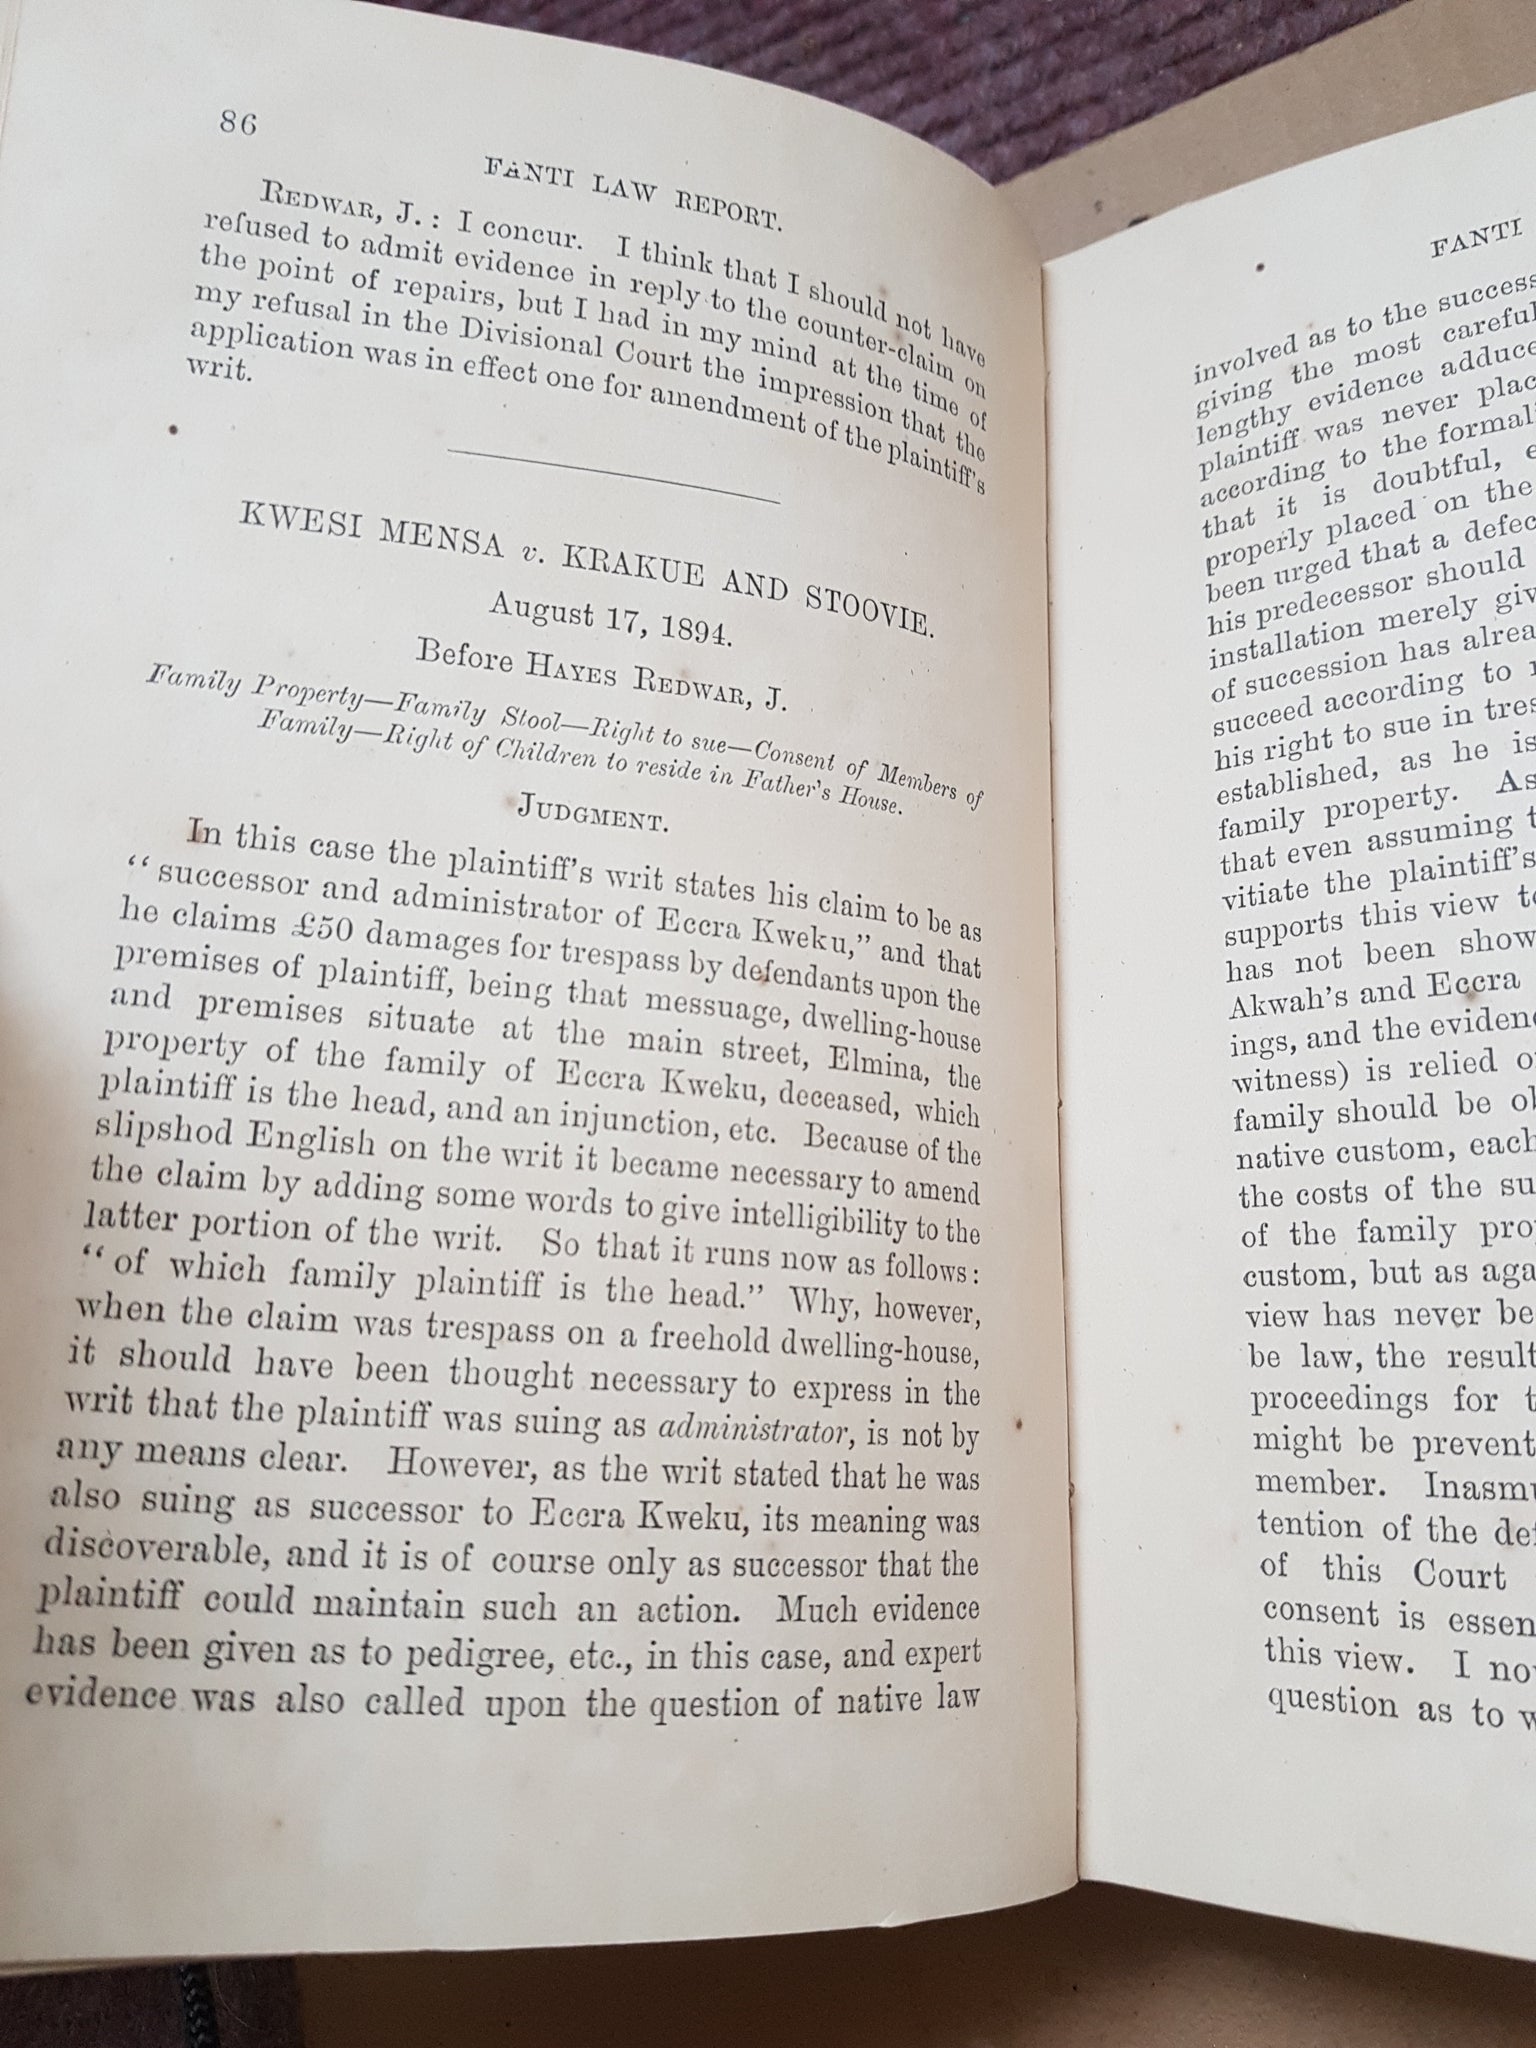 86
FANTI LAW REPORT.
REDWAR, J.: I concur. I think that I should not have
refused to admit evidence in reply to the counter-claim on
the point of repairs, but I had in my mind at the time of
my refusal in the Divisional Court the impression that the
application was in effect one for amendment of the plaintiff's
writ.
KWESI MENSA v. KRAKUE AND STOOVIE.
August 17, 1894.
Before HAYES REDWAR, J.
Family Property—Family Stool—Right to sue—Consent of Members of
Family—Right of Children to reside in Father's House.
JUDGMENT.
In this case the plaintiff's writ states his claim to be as
"successor and administrator of Eccra Kweku," and that
he claims £50 damages for trespass by defendants upon the
premises of plaintiff, being that messuage, dwelling-house
and premises situate at the main street, Elmina, the
property of the family of Eccra Kweku, deceased, which
plaintiff is the head, and an injunction, etc. Because of the
slipshod English on the writ it became necessary to amend
the claim by adding some words to give intelligibility to the
latter portion of the writ. So that it runs now as follows:
"of which family plaintiff is the head." Why, however,
when the claim was trespass on a freehold dwelling-house,
it should have been thought necessary to express in the
writ that the plaintiff was suing as administrator, is not by
any means clear. However, as the writ stated that he was
also suing as successor to Eccra Kweku, its meaning was
discoverable, and it is of course only as successor that the
plaintiff could maintain such an action. Much evidence
has been given as to pedigree, etc., in this case, and expert
evidence was also called upon the question of native law
FANTI
involved as to the
giving the most
lengthy evidence
plaintiff was never
according to the
that it is doubtful,
properly placed on the
been urged that a
his predecessor should
installation merely
of succession has
succeed according to
his right to sue in
established, as he is
family property. As
that even assuming
vitiate the plaintiff's
supports this view
has not been
Akwah's and Eccra
ings, and the
witness) is relied
family should be
native custom, each
the costs of the
of the family
custom, but as
view has never
be law, the result
proceedings for
might be
member.
tention of the
of this Court
consent is
this view. I
question as to